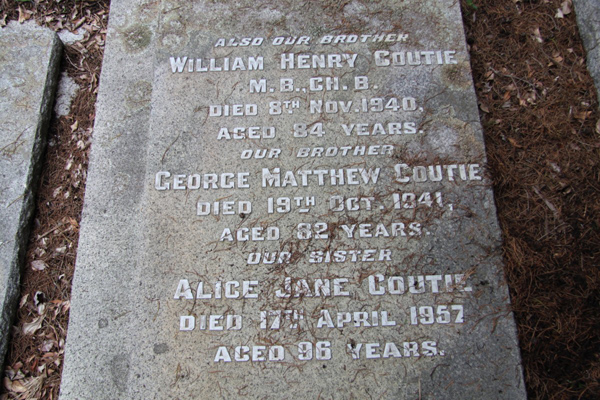 ALSO OUR BROTHER
WILLIAM HENRY COUTIE
M.B., CH.B.
DIED 8TH NOV. 1940.
AGED 84 YEARS.
OUR BROTHER
GEORGE MATTHEW COUTIE
DIED 19TH OCT. 1941,
AGED 82 YEARS.
OUR SISTER
ALICE JANE COUTIE.
DIED 17TH APRIL 1957
AGED 96 YEARS.